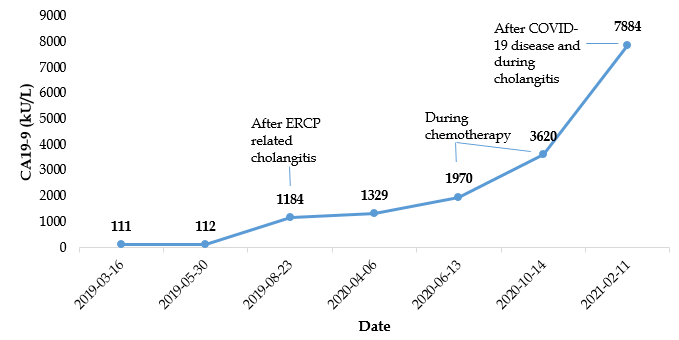 9000
8000
7000
6000
5000
4000
3000
2000
1000
0
CA19-9 (kU/L)
111
112
After ERCP
related
cholangitis
1184
1329
During
chemotherapy
1970
3620
After COVID-
19 disease and
during
cholangitis
7884
2019-03-16
2019-05-30
2019-08-23
2020-04-06
2020-06-13
2020-10-14
2021-02-11
Date